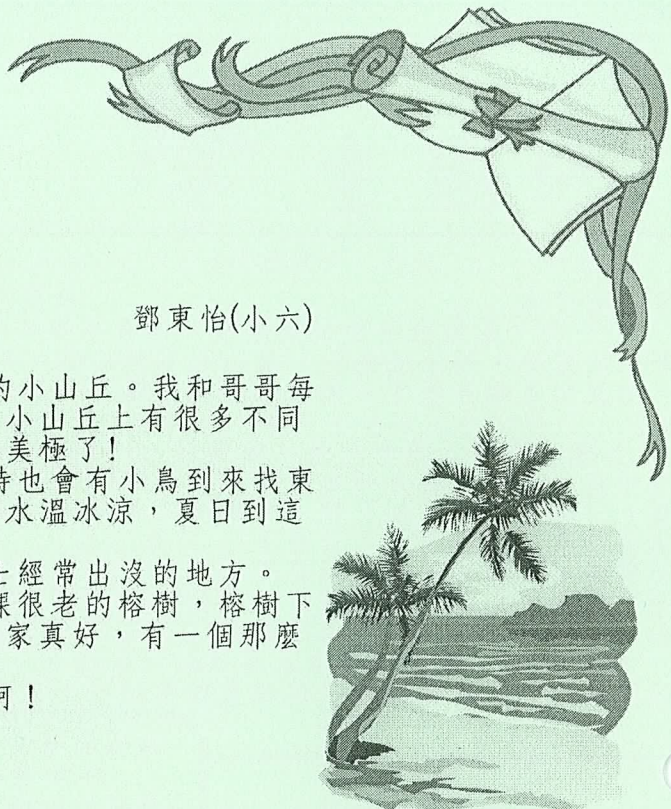 鄧東怡(小六)
的小山丘。我和哥哥每
小山丘上有很多不同
美極了!
時也會有小鳥到來找東
水溫冰涼，夏日到這
經常出沒的地方。
棵很老的榕樹，榕樹下
家真好，有一個那麼
阿！